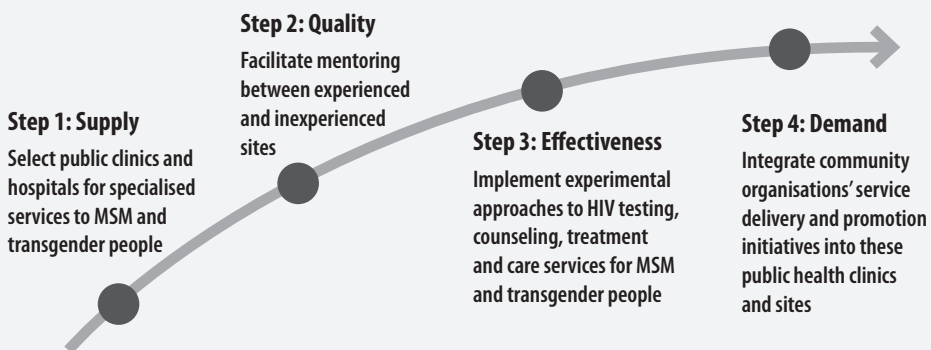 Step 1: Supply
Select public clinics and
hospitals for specialised
services to MSM and
transgender people
Step 2: Quality
Facilitate mentoring
between experienced
and inexperienced
sites
Step 3: Effectiveness
Implement experimental
approaches to HIV testing,
counseling, treatment
and care services for MSM
and transgender people
Step 4: Demand
Integrate community
organisations’ service
delivery and promotion
initiatives into these
public health clinics
and sites